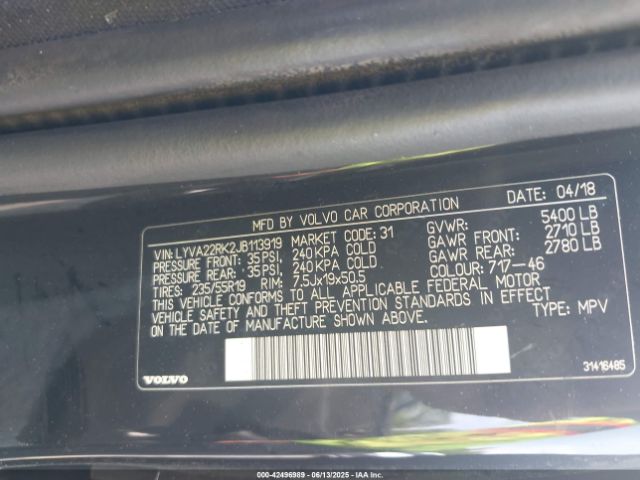 MFD BY VOLVO CAR CORPORATION DATE: 04/18
VIN: LYVA22RK2JB113919 MARKET CODE: 31 GVWR: 5400 LB
PRESSURE FRONT: 35 PSI, 240 KPA COLD GAWR FRONT: 2710 LB
PRESSURE REAR: 35 PSI, 240 KPA COLD GAWR REAR: 2780 LB
TIRES: 235/55R19 RIM: 7.5Jx19x50.5 COLOUR: 717-46
THIS VEHICLE CONFORMS TO ALL APPLICABLE FEDERAL MOTOR
VEHICLE SAFETY AND THEFT PREVENTION STANDARDS IN EFFECT
ON THE DATE OF MANUFACTURE SHOWN ABOVE. TYPE: MPV
VOLVO 31416485
000-42496989 - 06/13/2025 - IAA Inc.